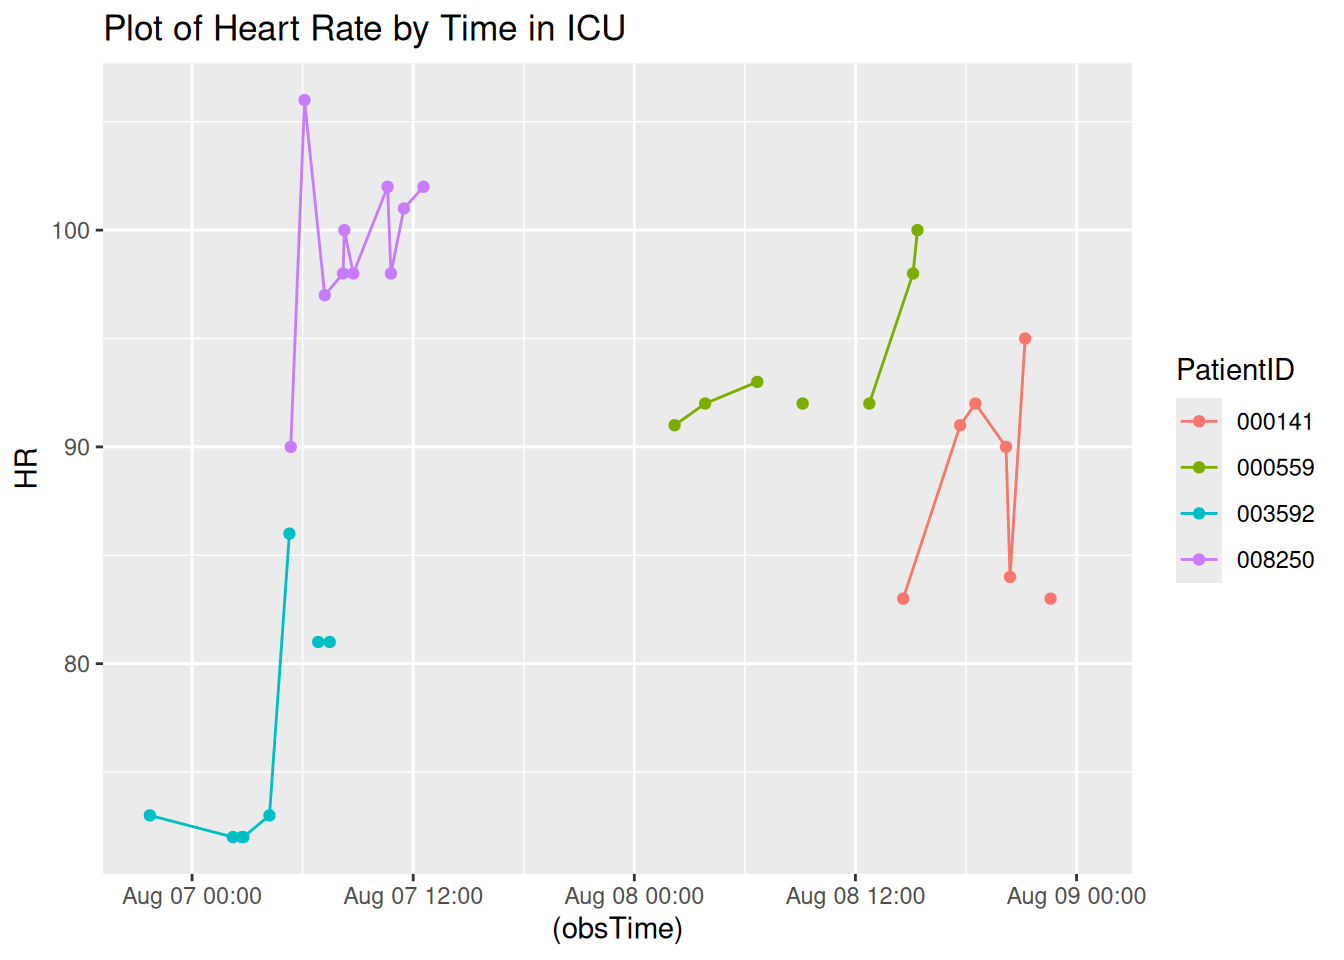 Plot of Heart Rate by Time in ICU
HR
100
90
80
Aug 07 00:00
Aug 07 12:00
Aug 08 00:00
Aug 08 12:00
Aug 09 00:00
(obsTime)
PatientID
000141
000559
003592
008250